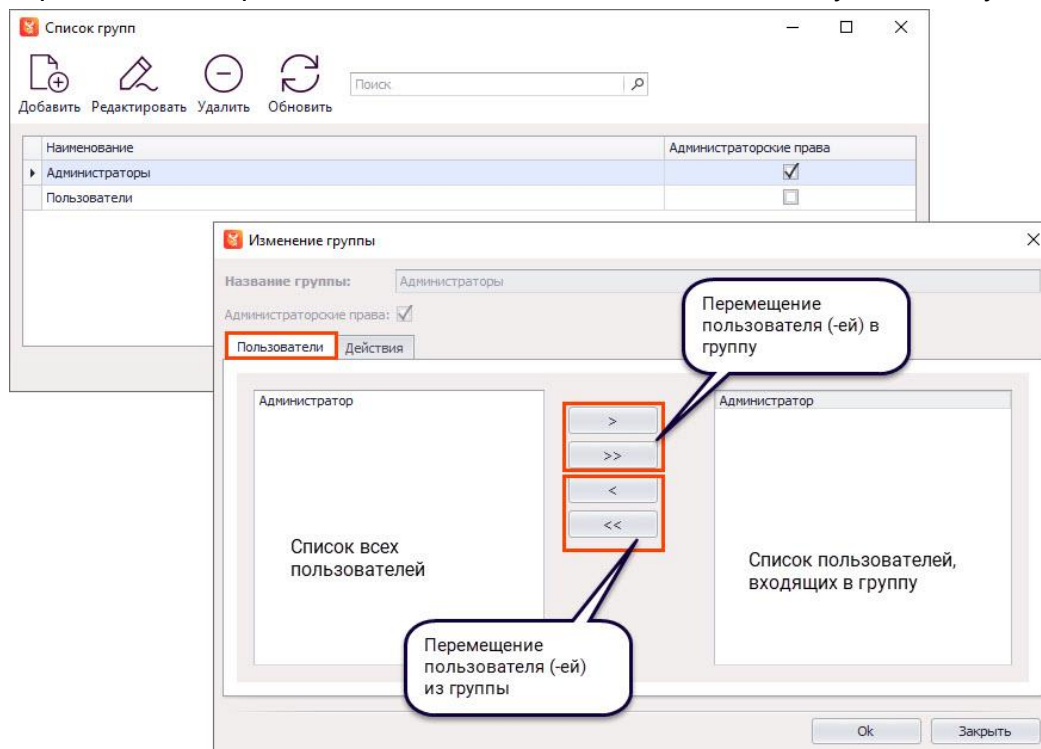 Список групп
Добавить Редактировать Удалить Обновить
Поиск
Наименование Администраторские права
Администраторы
Пользователи
Изменение группы
Название группы: Администраторы
Администраторские права:
Пользователи Действия
Перемещение
пользователя (-ей) в
группу
Администратор
Администратор
>
>>
<
<<
Список всех
пользователей
Список пользователей,
входящих в группу
Перемещение
пользователя (-ей)
из группы
Ok Закрыть